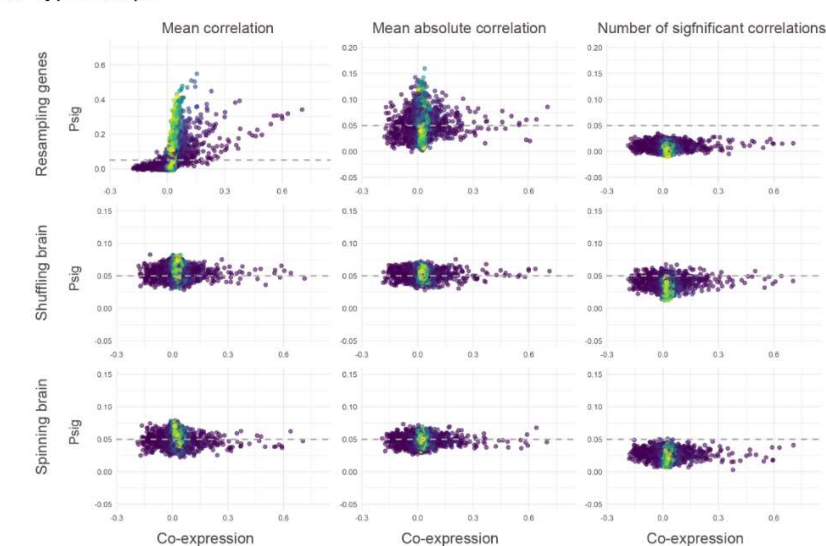 Mean correlation Mean absolute correlation Number of sigfnificant correlations
Resampling genes
Psig
0.6 0.4 0.2 0.0
0.20 0.15 0.10 0.05 0.00 -0.05
0.20 0.15 0.10 0.05 0.00 -0.05
-0.3 0.0 0.3 0.6 -0.3 0.0 0.3 0.6 -0.3 0.0 0.3 0.6
Shuffling brain
Psig
0.15 0.10 0.05 0.00 -0.05
0.15 0.10 0.05 0.00 -0.05
0.15 0.10 0.05 0.00 -0.05
-0.3 0.0 0.3 0.6 -0.3 0.0 0.3 0.6 -0.3 0.0 0.3 0.6
Spinning brain
Psig
0.15 0.10 0.05 0.00 -0.05
0.15 0.10 0.05 0.00 -0.05
0.15 0.10 0.05 0.00 -0.05
-0.3 0.0 0.3 0.6 -0.3 0.0 0.3 0.6 -0.3 0.0 0.3 0.6
Co-expression Co-expression Co-expression